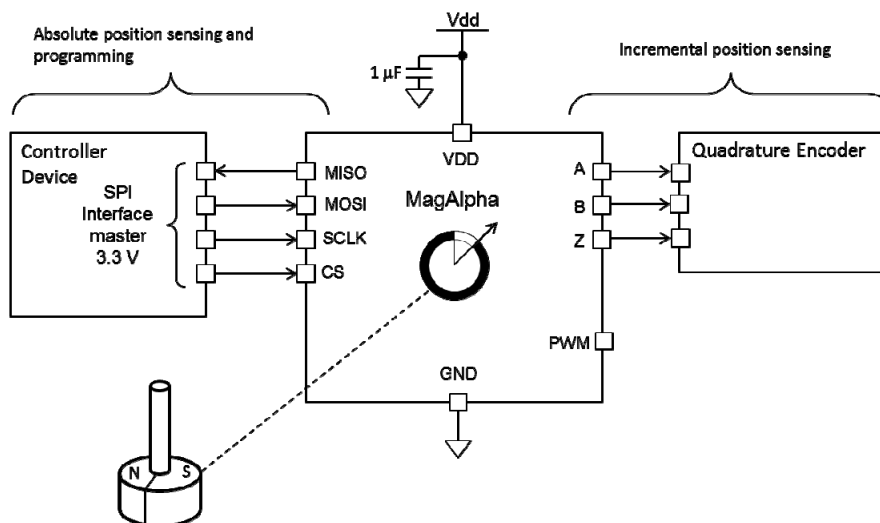 Absolute position sensing and
programming
Vdd
1 µF
Incremental position sensing
Controller
Device
SPI
Interface
master
3.3 V
MISO
MOSI
SCLK
CS
VDD
MagAlpha
GND
A
B
Z
PWM
Quadrature Encoder
N
S